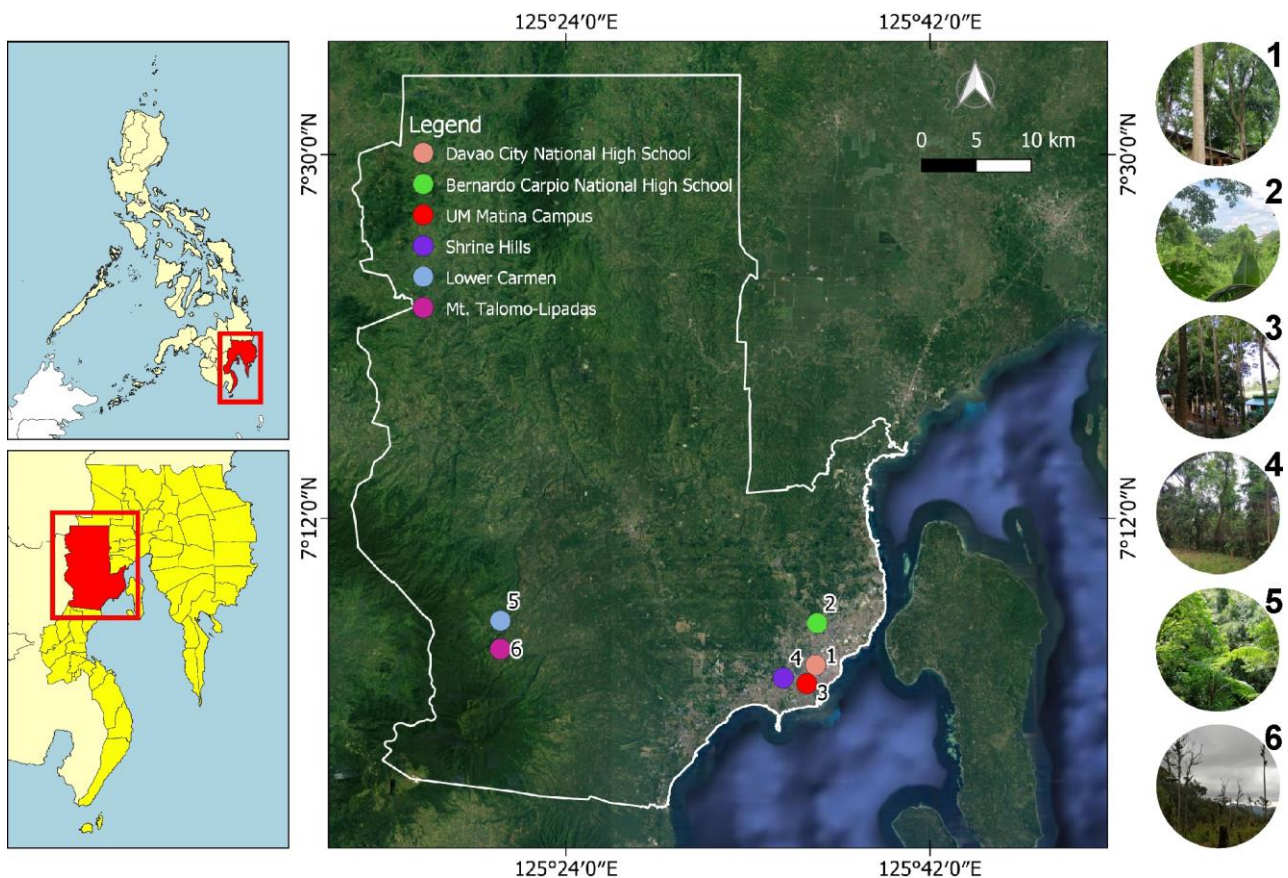 125°24′0″E 125°42′0″E
7°30′0″N 7°30′0″N
7°12′0″N 7°12′0″N
Legend
Davao City National High School
Bernardo Carpio National High School
UM Matina Campus
Shrine Hills
Lower Carmen
Mt. Talomo-Lipadas
0 5 10 km
5
6
2
1
4
3
125°24′0″E 125°42′0″E
1
2
3
4
5
6